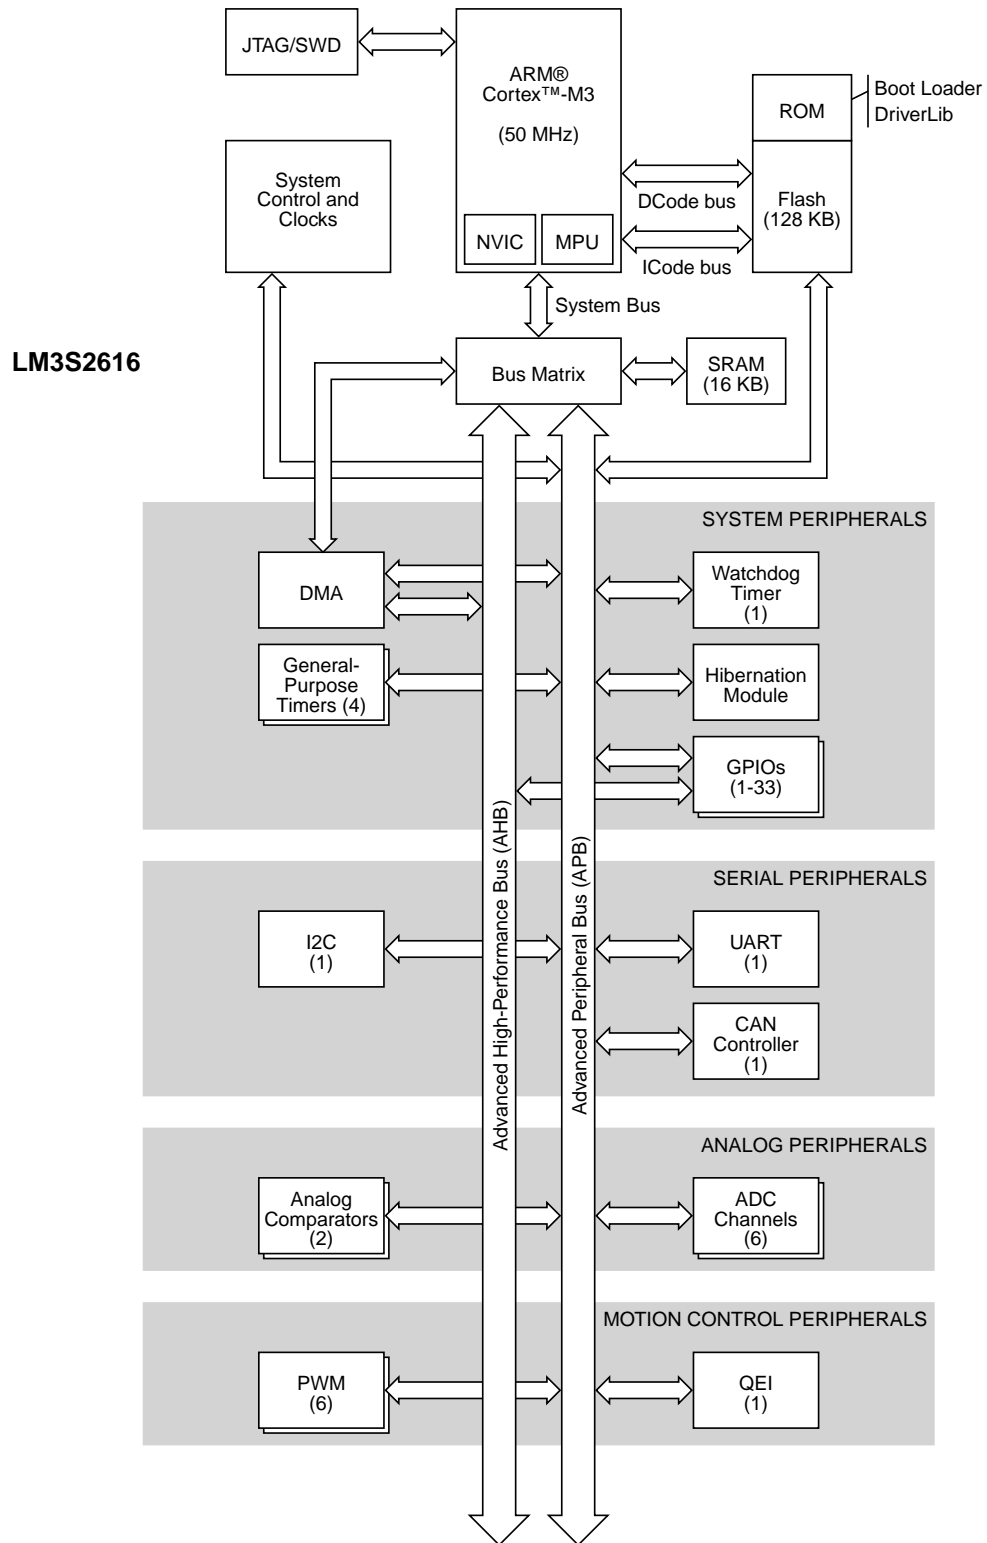 JTAG/SWD
ARM®
Cortex™-M3
(50 MHz)
NVIC
MPU
ROM
Boot Loader
DriverLib
Flash
(128 KB)
DCode bus
ICode bus
System
Control and
Clocks
System Bus
LM3S2616
Bus Matrix
SRAM
(16 KB)
SYSTEM PERIPHERALS
DMA
Watchdog
Timer
(1)
General-
Purpose
Timers (4)
Hibernation
Module
GPIOs
(1-33)
Advanced High-Performance Bus (AHB)
Advanced Peripheral Bus (APB)
SERIAL PERIPHERALS
I2C
(1)
UART
(1)
CAN
Controller
(1)
ANALOG PERIPHERALS
Analog
Comparators
(2)
ADC
Channels
(6)
MOTION CONTROL PERIPHERALS
PWM
(6)
QEI
(1)